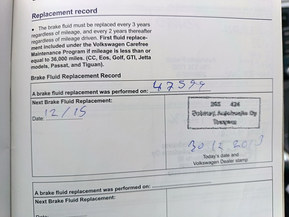 Replacement record
• The brake fluid must be replaced every 3 years
regardless of mileage, and every 2 years thereafter
regardless of mileage driven. First fluid replace-
ment included under the Volkswagen Carefree
Maintenance Program if mileage is less than or
equal to 36,000 miles. (CC, Eos, Golf, GTI, Jetta
models, Passat, and Tiguan).
Brake Fluid Replacement Record
A brake fluid replacement was performed on: 47599
Next Brake Fluid Replacement:
Date: 12/15
Today's date and
Volkswagen Dealer stamp
A brake fluid replacement was performed on:
Next Brake Fluid Replacement:
Date: